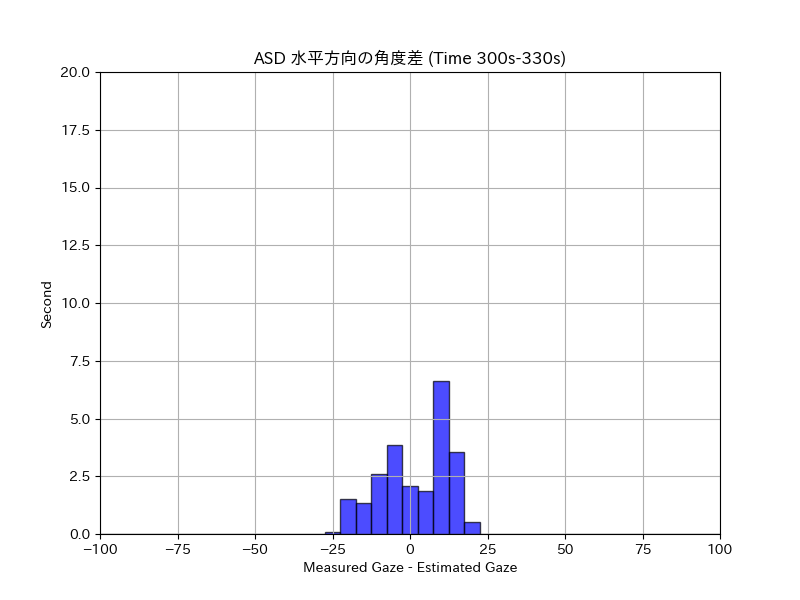 ASD 水平方向の角度差 (Time 300s-330s)
20.0
17.5
15.0
12.5
10.0
7.5
5.0
2.5
0.0
Second
−100 −75 −50 −25 0 25 50 75 100
Measured Gaze - Estimated Gaze